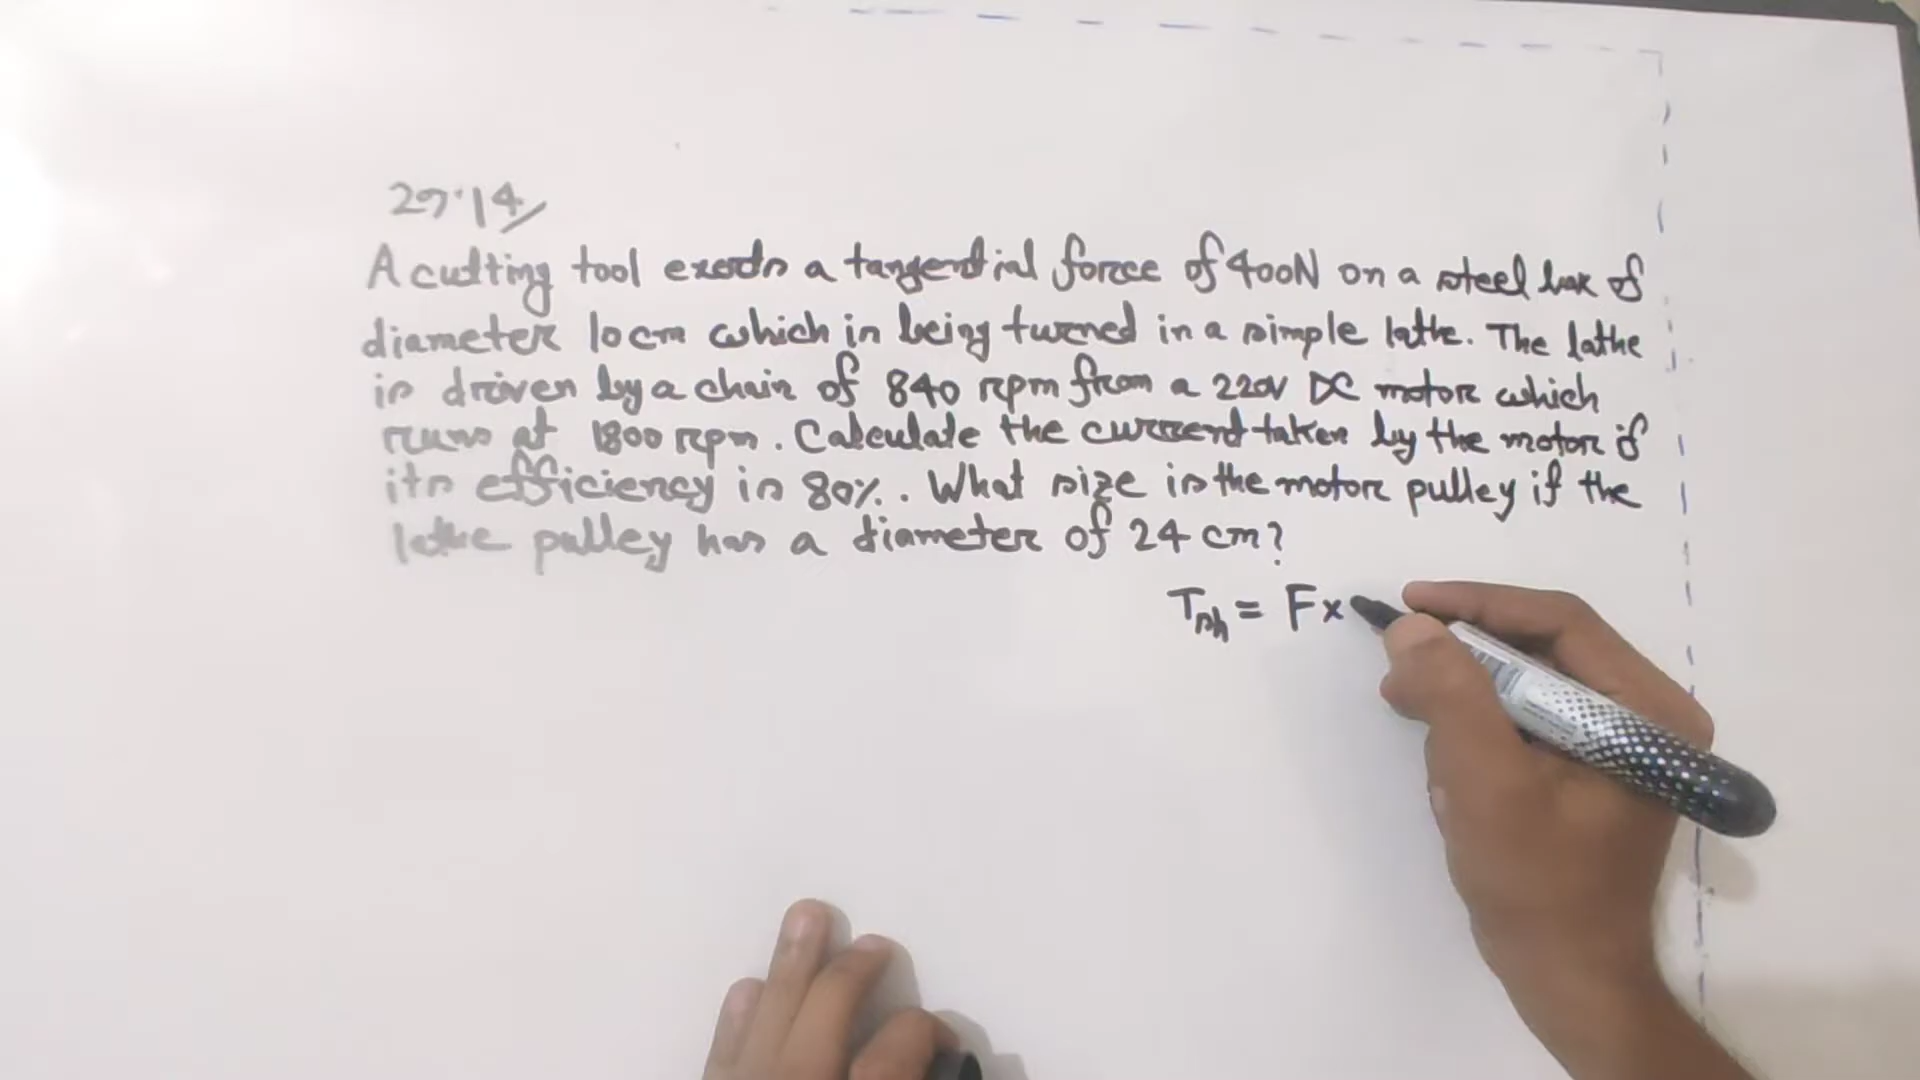 29.14
A cutting tool exerts a tangential force of 400N on a steel bar of
diameter 10cm which is being turned in a simple lathe. The lathe
is driven by a chain of 840 rpm from a 220V DC motor which
runs at 1800 rpm. Calculate the current taken by the motor if
its efficiency is 80%. What size is the motor pulley if the
lathe pulley has a diameter of 24 cm?
Tsh = F×